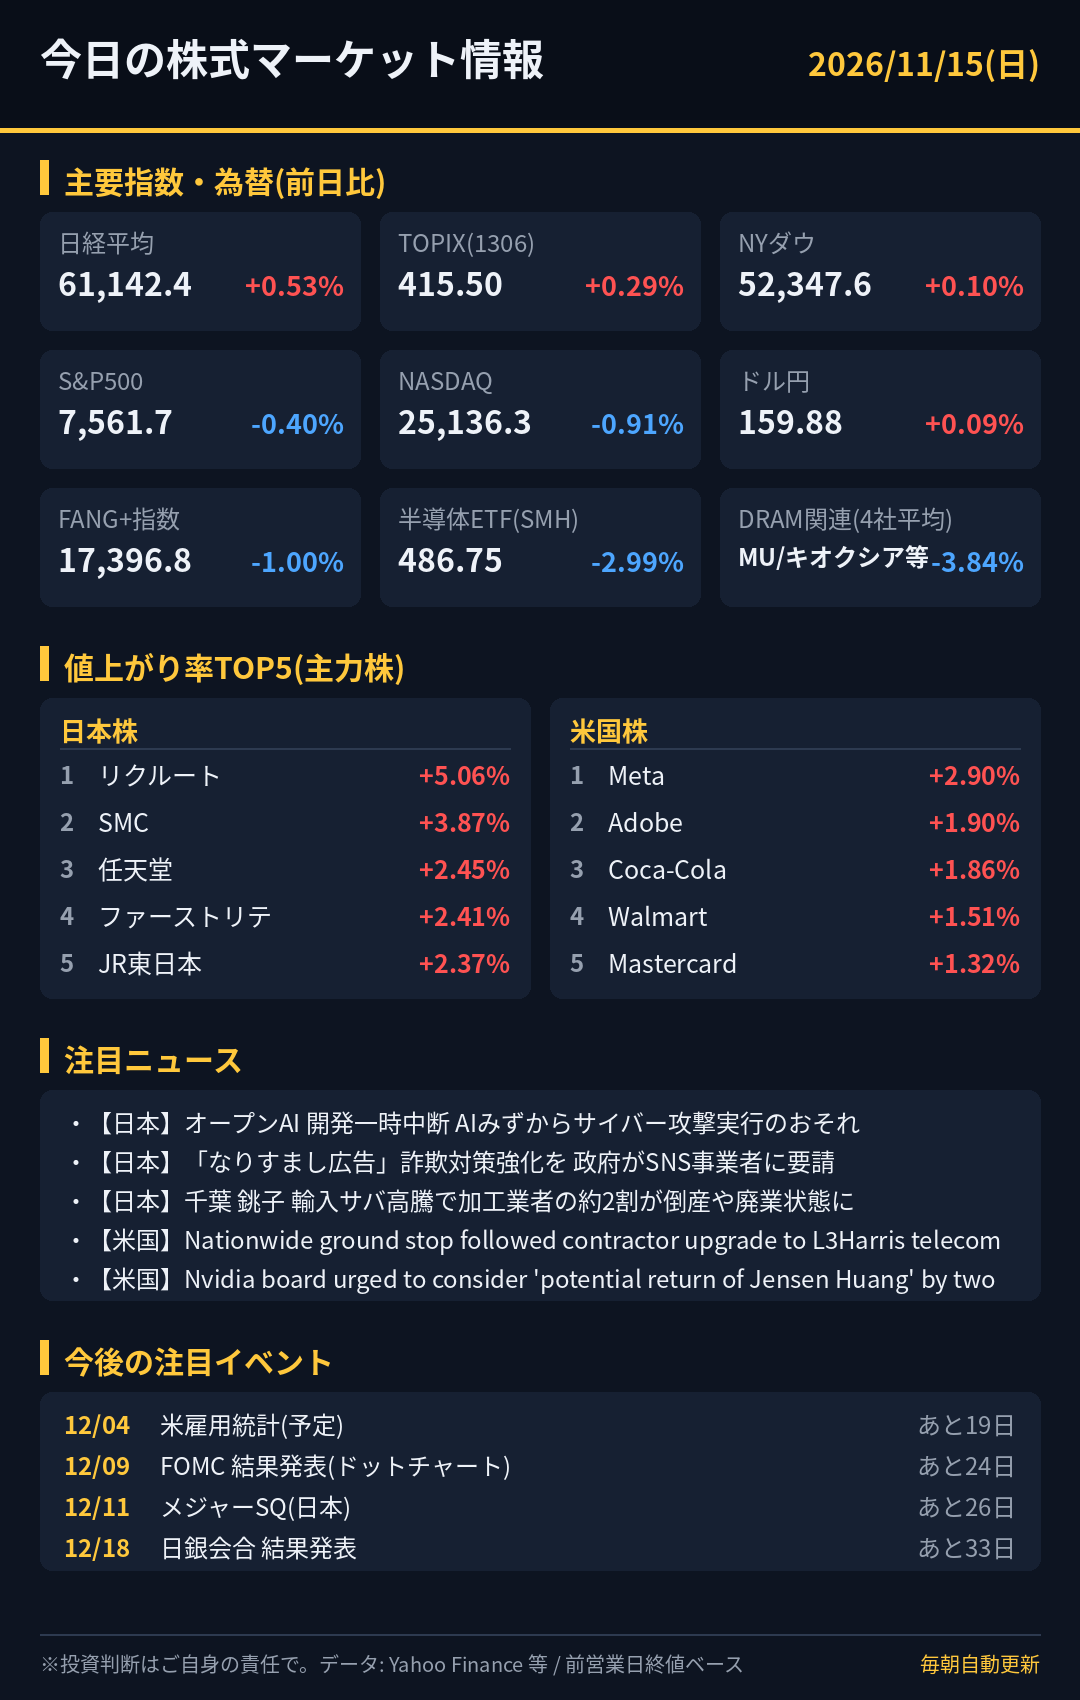 今日の株式マーケット情報
2026/11/15(日)
主要指数・為替(前日比)
日経平均
61,142.4 +0.53%
TOPIX(1306)
415.50 +0.29%
NYダウ
52,347.6 +0.10%
S&P500
7,561.7 -0.40%
NASDAQ
25,136.3 -0.91%
ドル円
159.88 +0.09%
FANG+指数
17,396.8 -1.00%
半導体ETF(SMH)
486.75 -2.99%
DRAM関連(4社平均)
MU/キオクシア等 -3.84%
値上がり率TOP5(主力株)
日本株
1 リクルート +5.06%
2 SMC +3.87%
3 任天堂 +2.45%
4 ファーストリテ +2.41%
5 JR東日本 +2.37%
米国株
1 Meta +2.90%
2 Adobe +1.90%
3 Coca-Cola +1.86%
4 Walmart +1.51%
5 Mastercard +1.32%
注目ニュース
・【日本】オープンAI 開発一時中断 AIみずからサイバー攻撃実行のおそれ
・【日本】「なりすまし広告」詐欺対策強化を 政府がSNS事業者に要請
・【日本】千葉 銚子 輸入サバ高騰で加工業者の約2割が倒産や廃業状態に
・【米国】Nationwide ground stop followed contractor upgrade to L3Harris telecom
・【米国】Nvidia board urged to consider 'potential return of Jensen Huang' by two
今後の注目イベント
12/04 米雇用統計(予定) あと19日
12/09 FOMC 結果発表(ドットチャート) あと24日
12/11 メジャーSQ(日本) あと26日
12/18 日銀会合 結果発表 あと33日
※投資判断はご自身の責任で。データ: Yahoo Finance 等 / 前営業日終値ベース
毎朝自動更新